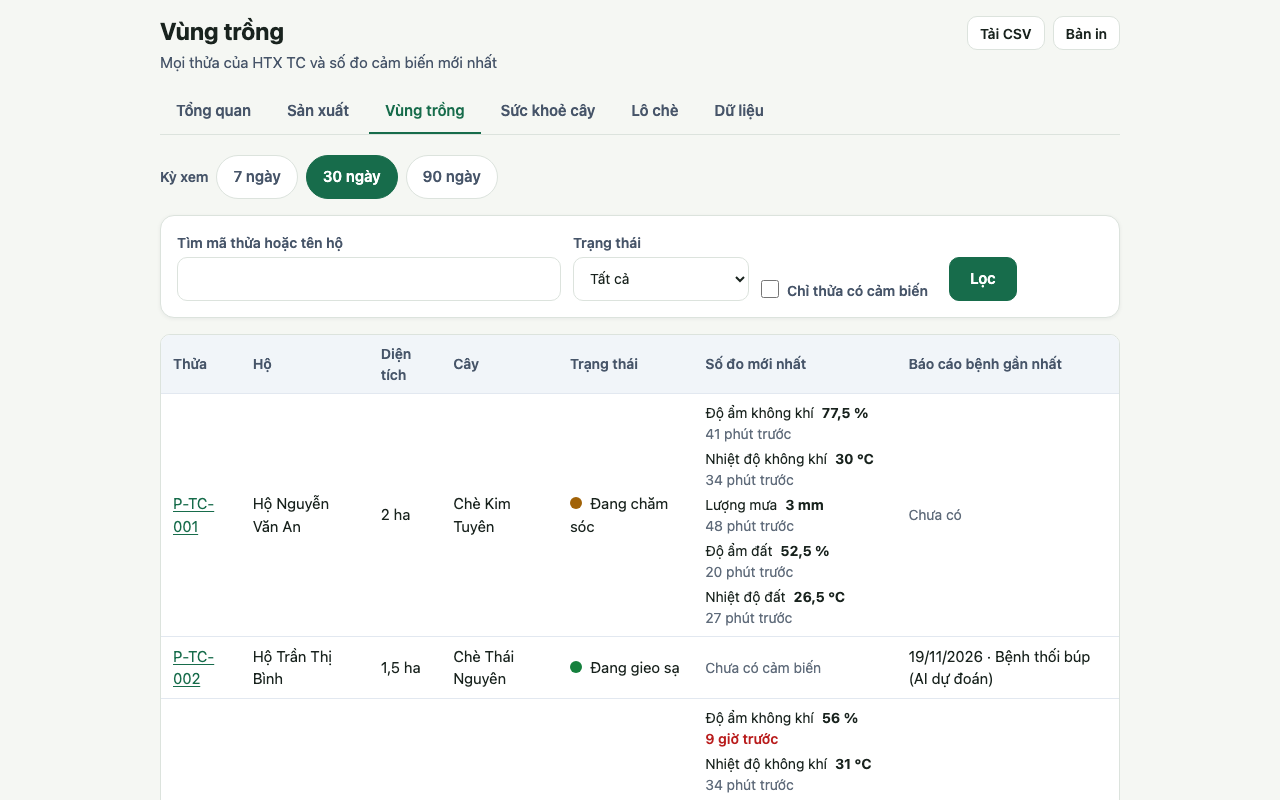 Vùng trồng
Tải CSV
Bản in
Mọi thửa của HTX TC và số đo cảm biến mới nhất
Tổng quan
Sản xuất
Vùng trồng
Sức khoẻ cây
Lô chè
Dữ liệu
Kỳ xem
7 ngày
30 ngày
90 ngày
Tìm mã thửa hoặc tên hộ
Trạng thái
Tất cả
Chỉ thửa có cảm biến
Lọc
Thửa
Hộ
Diện
tích
Cây
Trạng thái
Số đo mới nhất
Báo cáo bệnh gần nhất
P-TC-
001
Hộ Nguyễn
Văn An
2 ha
Chè Kim
Tuyên
Đang chăm
sóc
Độ ẩm không khí 77,5 %
41 phút trước
Nhiệt độ không khí 30 °C
34 phút trước
Lượng mưa 3 mm
48 phút trước
Độ ẩm đất 52,5 %
20 phút trước
Nhiệt độ đất 26,5 °C
27 phút trước
Chưa có
P-TC-
002
Hộ Trần Thị
Bình
1,5 ha
Chè Thái
Nguyên
Đang gieo sạ
Chưa có cảm biến
19/11/2026 · Bệnh thối búp
(AI dự đoán)
Độ ẩm không khí 56 %
9 giờ trước
Nhiệt độ không khí 31 °C
34 phút trước